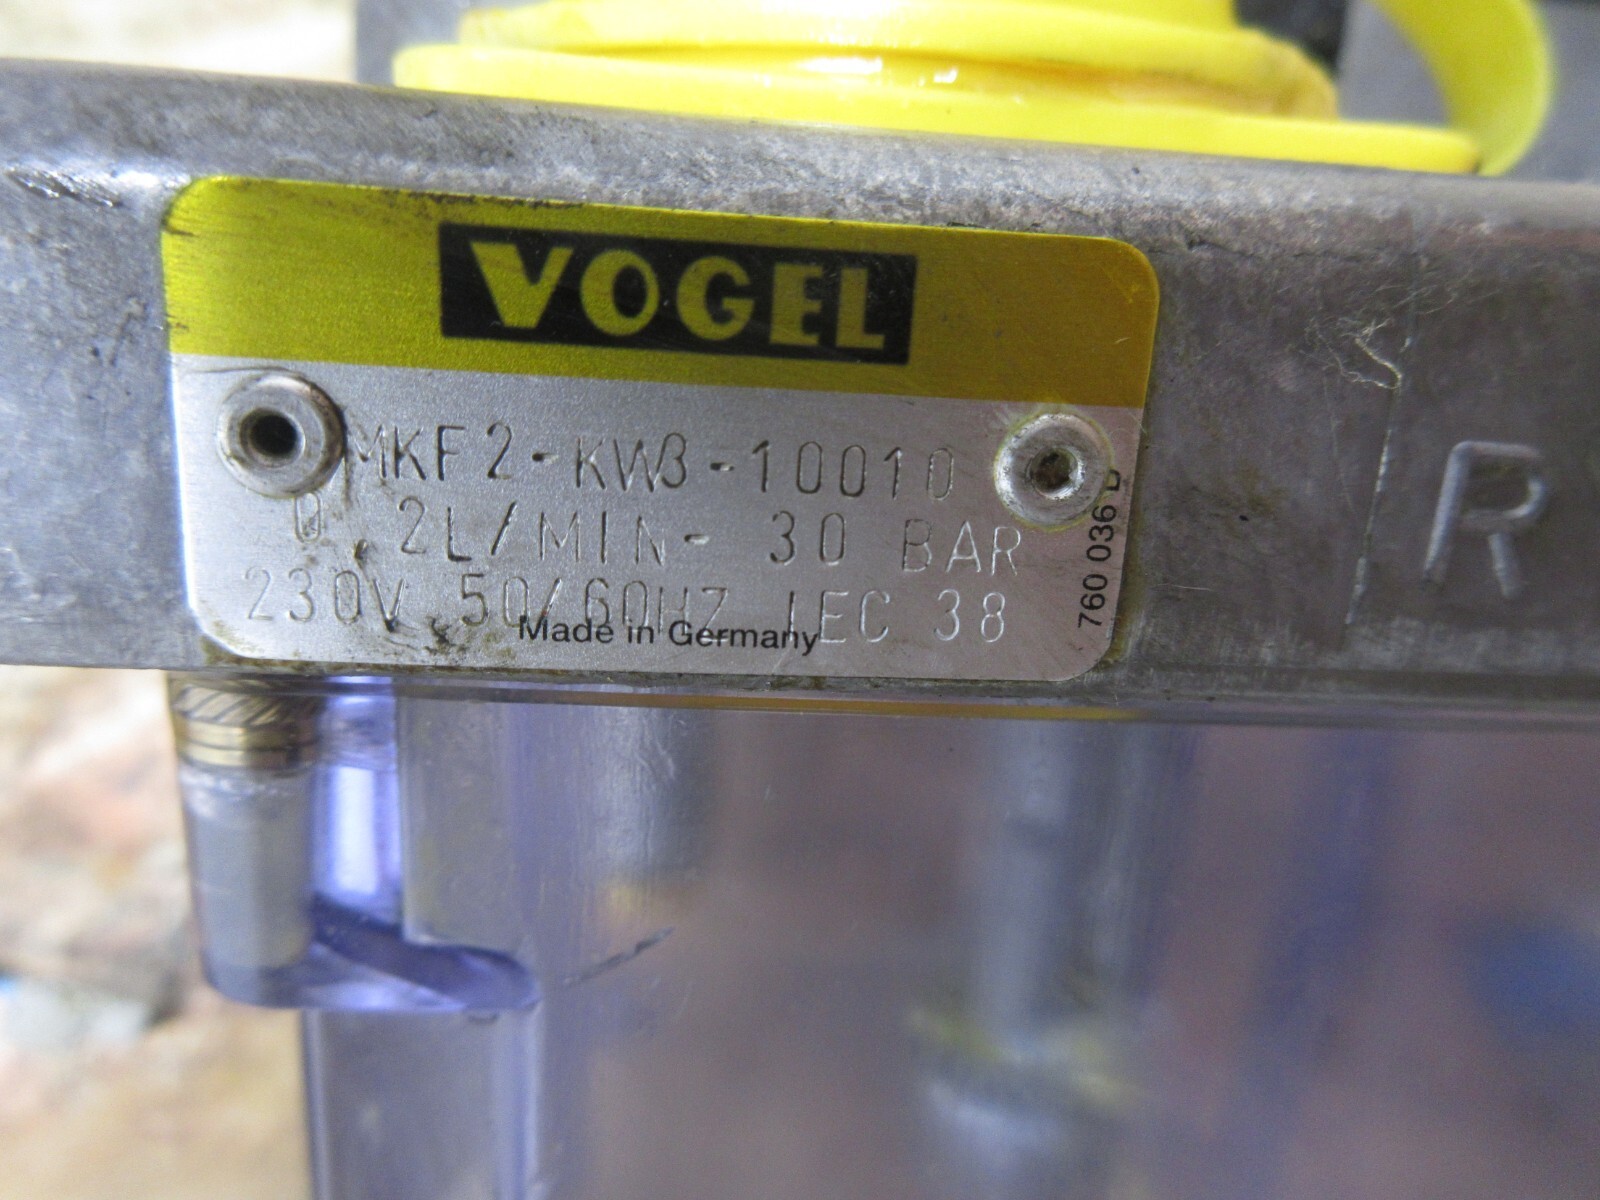 VOGEL
MKF2-KW3-10010
0,2L/MIN- 30 BAR
230V 50/60HZ IEC 38
Made in Germany
760 036
R